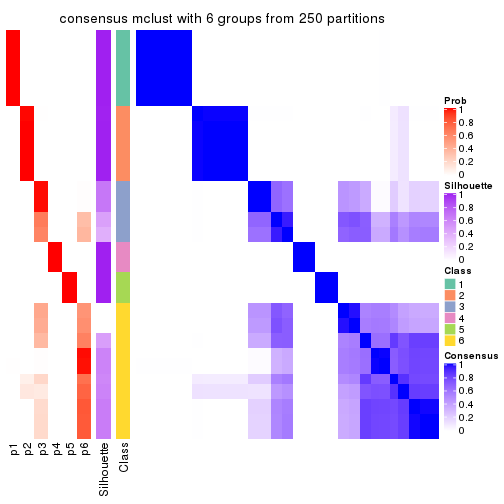 consensus mclust with 6 groups from 250 partitions
Prob
1
0.8
0.6
0.4
0.2
0
Silhouette
1
0.8
0.6
0.4
0.2
0
Class
1
2
3
4
5
6
Consensus
1
0.8
0.6
0.4
0.2
0
p1
p2
p3
p4
p5
p6
Silhouette
Class